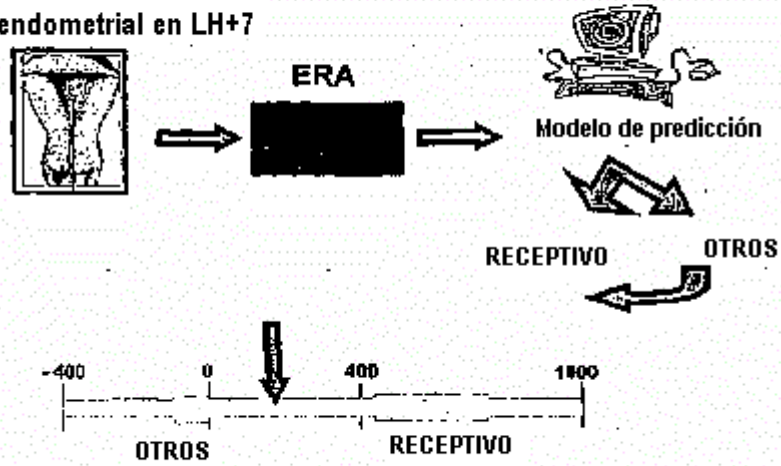 endometrial en LH+7
ERA
Modelo de predicción
RECEPTIVO
OTROS
-400 0 400 1000
OTROS
RECEPTIVO